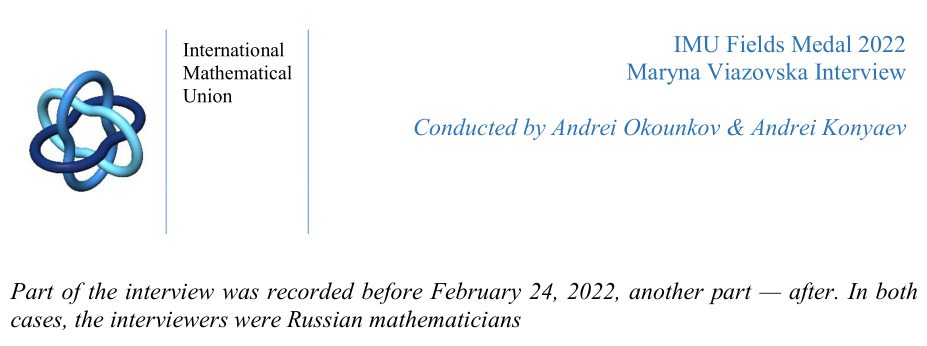 International
Mathematical
Union
IMU Fields Medal 2022
Maryna Viazovska Interview
Conducted by Andrei Okounkov & Andrei Konyaev
Part of the interview was recorded before February 24, 2022, another part — after. In both
cases, the interviewers were Russian mathematicians